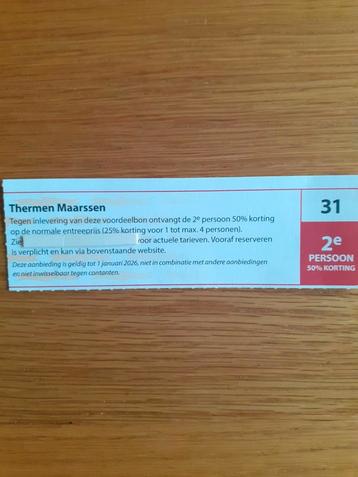 Thermen Maarssen
Tegen inlevering van deze voordeelbon ontvangt de 2e persoon 50% korting
op de normale entreeprijs (25% korting voor 1 tot max. 4 personen).
Zie voor actuele tarieven. Vooraf reserveren
is verplicht en kan via bovenstaande website.
Deze aanbieding is geldig tot 1 januari 2026, niet in combinatie met andere aanbiedingen
en niet inwisselbaar tegen contanten.
31
2e
PERSOON
50% KORTING